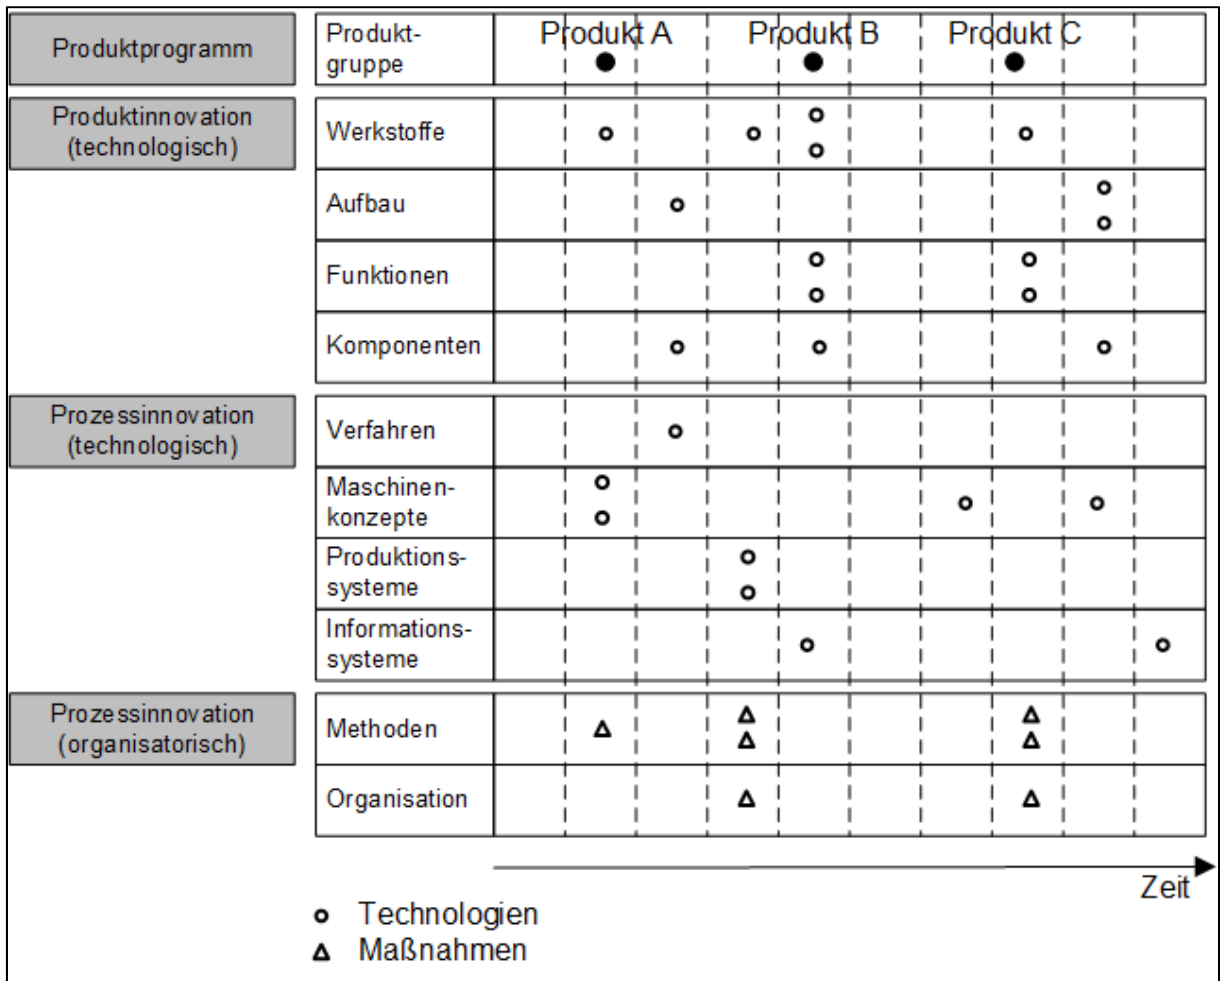 Produktprogramm
Produkt-
gruppe
Produkt A
Produkt B
Produkt C
Produktinnovation
(technologisch)
Werkstoffe
Aufbau
Funktionen
Komponenten
Prozessinnovation
(technologisch)
Verfahren
Maschinen-
konzepte
Produktions-
systeme
Informations-
systeme
Prozessinnovation
(organisatorisch)
Methoden
Organisation
Zeit
Technologien
Maßnahmen